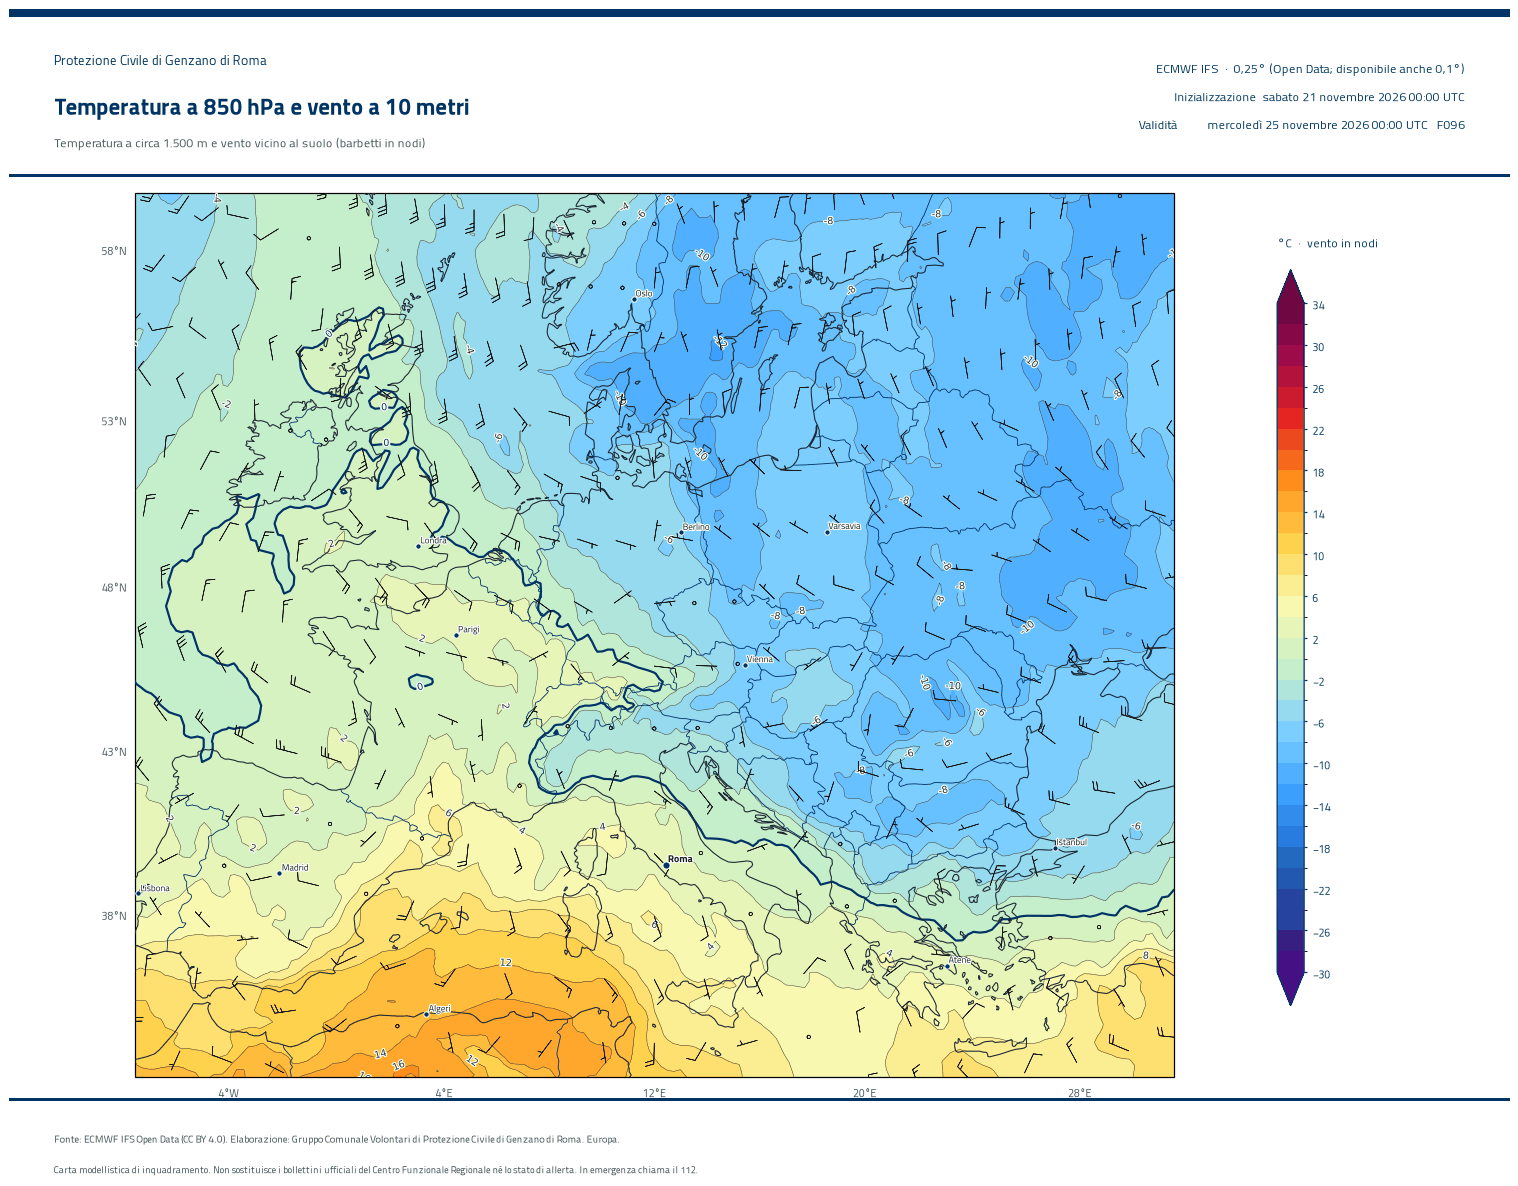 Protezione Civile di Genzano di Roma
Temperatura a 850 hPa e vento a 10 metri
Temperatura a circa 1.500 m e vento vicino al suolo (barbetti in nodi)
ECMWF IFS · 0,25° (Open Data; disponibile anche 0,1°)
Inizializzazione sabato 21 novembre 2026 00:00 UTC
Validità mercoledì 25 novembre 2026 00:00 UTC F096
°C · vento in nodi
34
30
26
22
18
14
10
6
2
−2
−6
−10
−14
−18
−22
−26
−30
58°N
53°N
48°N
43°N
38°N
4°W
4°E
12°E
20°E
28°E
Oslo
Berlino
Varsavia
Londra
Parigi
Vienna
Madrid
Lisbona
Roma
Istanbul
Atene
Algeri
Fonte: ECMWF IFS Open Data (CC BY 4.0). Elaborazione: Gruppo Comunale Volontari di Protezione Civile di Genzano di Roma. Europa.
Carta modellistica di inquadramento. Non sostituisce i bollettini ufficiali del Centro Funzionale Regionale né lo stato di allerta. In emergenza chiama il 112.